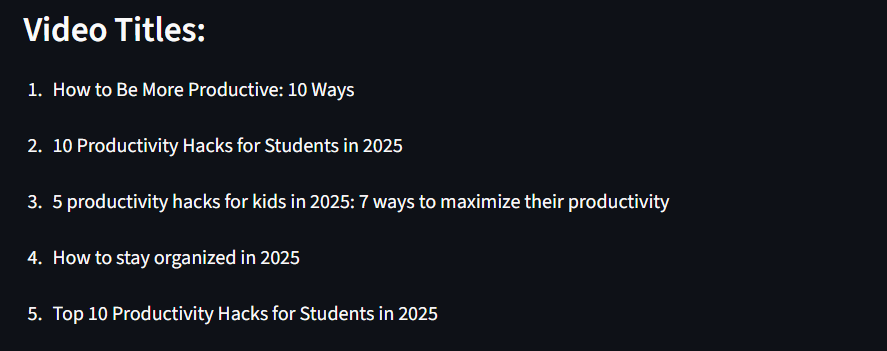 Video Titles:
1. How to Be More Productive: 10 Ways
2. 10 Productivity Hacks for Students in 2025
3. 5 productivity hacks for kids in 2025: 7 ways to maximize their productivity
4. How to stay organized in 2025
5. Top 10 Productivity Hacks for Students in 2025